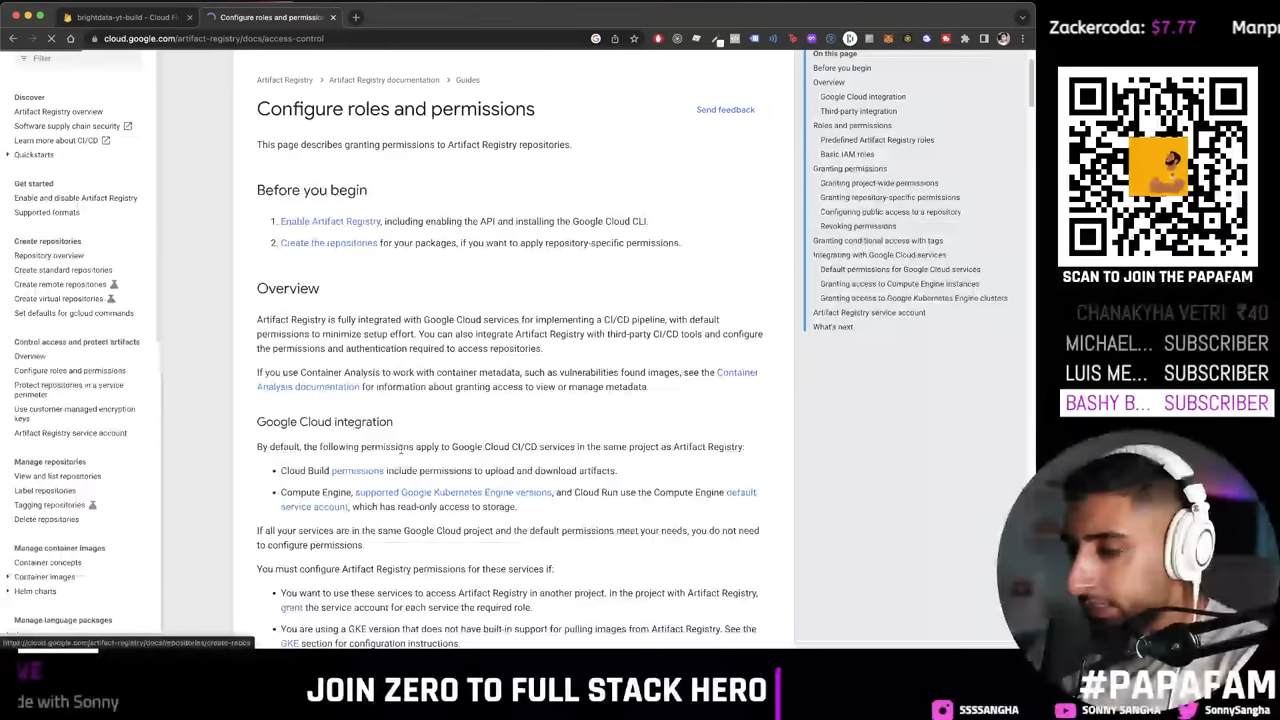 brightdata-yt-build - Cloud Fi
Configure roles and permission
cloud.google.com/artifact-registry/docs/access-control
Filter
Discover
Artifact Registry overview
Software supply chain security
Learn more about CI/CD
Quickstarts
Get started
Enable and disable Artifact Registry
Supported formats
Create repositories
Repository overview
Create standard repositories
Create remote repositories
Create virtual repositories
Set defaults for gcloud commands
Control access and protect artifacts
Overview
Configure roles and permissions
Protect repositories in a service
perimeter
Use customer-managed encryption
keys
Artifact Registry service account
Manage repositories
View and list repositories
Label repositories
Tagging repositories
Delete repositories
Manage container images
Container concepts
Container images
Helm charts
Manage language packages
https://cloud.google.com/artifact-registry/docs/repositories/create-repos
Artifact Registry
Artifact Registry documentation
Guides
Configure roles and permissions
Send feedback
This page describes granting permissions to Artifact Registry repositories.
Before you begin
1. Enable Artifact Registry, including enabling the API and installing the Google Cloud CLI.
2. Create the repositories for your packages, if you want to apply repository-specific permissions.
Overview
Artifact Registry is fully integrated with Google Cloud services for implementing a CI/CD pipeline, with default
permissions to minimize setup effort. You can also integrate Artifact Registry with third-party CI/CD tools and configure
the permissions and authentication required to access repositories.
If you use Container Analysis to work with container metadata, such as vulnerabilities found images, see the Container
Analysis documentation for information about granting access to view or manage metadata.
Google Cloud integration
By default, the following permissions apply to Google Cloud CI/CD services in the same project as Artifact Registry:
• Cloud Build permissions include permissions to upload and download artifacts.
• Compute Engine, supported Google Kubernetes Engine versions, and Cloud Run use the Compute Engine default
service account, which has read-only access to storage.
If all your services are in the same Google Cloud project and the default permissions meet your needs, you do not need
to configure permissions.
You must configure Artifact Registry permissions for these services if:
• You want to use these services to access Artifact Registry in another project. In the project with Artifact Registry,
grant the service account for each service the required role.
• You are using a GKE version that does not have built-in support for pulling images from Artifact Registry. See the
GKE section for configuration instructions.
On this page
Before you begin
Overview
Google Cloud integration
Third-party integration
Roles and permissions
Predefined Artifact Registry roles
Basic IAM roles
Granting permissions
Granting project-wide permissions
Granting repository-specific permissions
Configuring public access to a repository
Revoking permissions
Granting conditional access with tags
Integrating with Google Cloud services
Default permissions for Google Cloud services
Granting access to Compute Engine instances
Granting access to Google Kubernetes Engine clusters
Artifact Registry service account
What's next
Zackercoda: $7.77
Manp
SCAN TO JOIN THE PAPAFAM
CHANAKYHA VETRI ₹40
MICHAEL... SUBSCRIBER
LUIS ME... SUBSCRIBER
BASHY B... SUBSCRIBER
#PAPAFAM
VE
de with Sonny
JOIN ZERO TO FULL STACK HERO
SSSSANGHA
SONNY SANGHA
SonnySangha